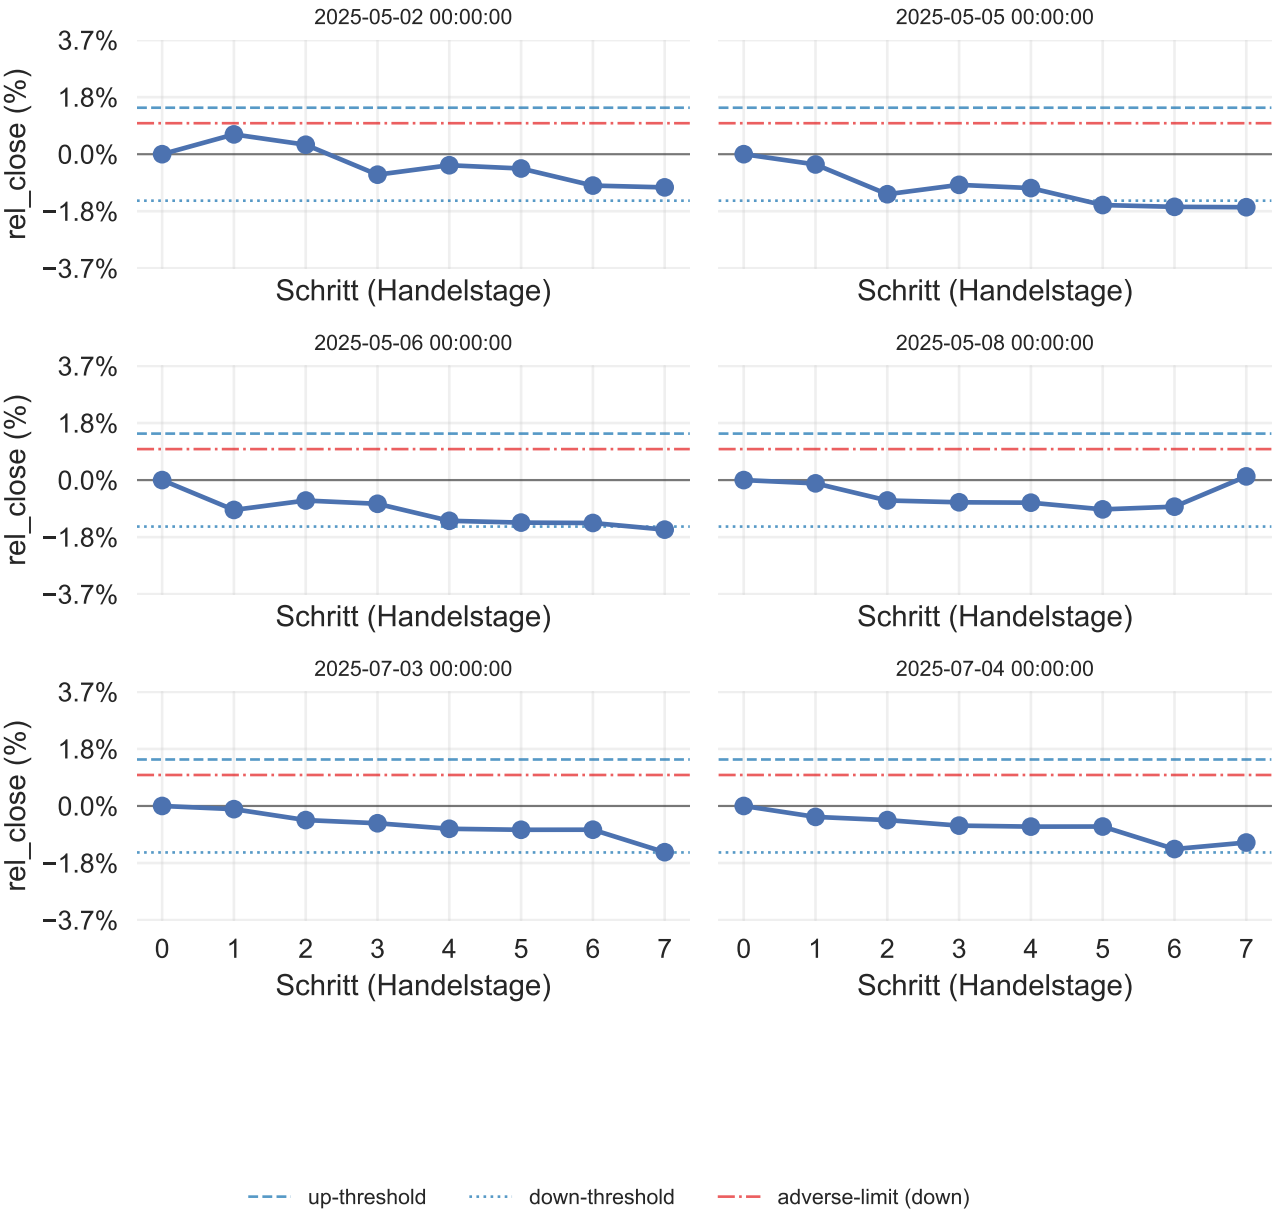 2025-05-02 00:00:00
2025-05-05 00:00:00
3.7%
1.8%
0.0%
−1.8%
−3.7%
rel_close (%)
Schritt (Handelstage)
Schritt (Handelstage)
2025-05-06 00:00:00
2025-05-08 00:00:00
3.7%
1.8%
0.0%
−1.8%
−3.7%
rel_close (%)
Schritt (Handelstage)
Schritt (Handelstage)
2025-07-03 00:00:00
2025-07-04 00:00:00
3.7%
1.8%
0.0%
−1.8%
−3.7%
rel_close (%)
0 1 2 3 4 5 6 7
0 1 2 3 4 5 6 7
Schritt (Handelstage)
Schritt (Handelstage)
up-threshold
down-threshold
adverse-limit (down)